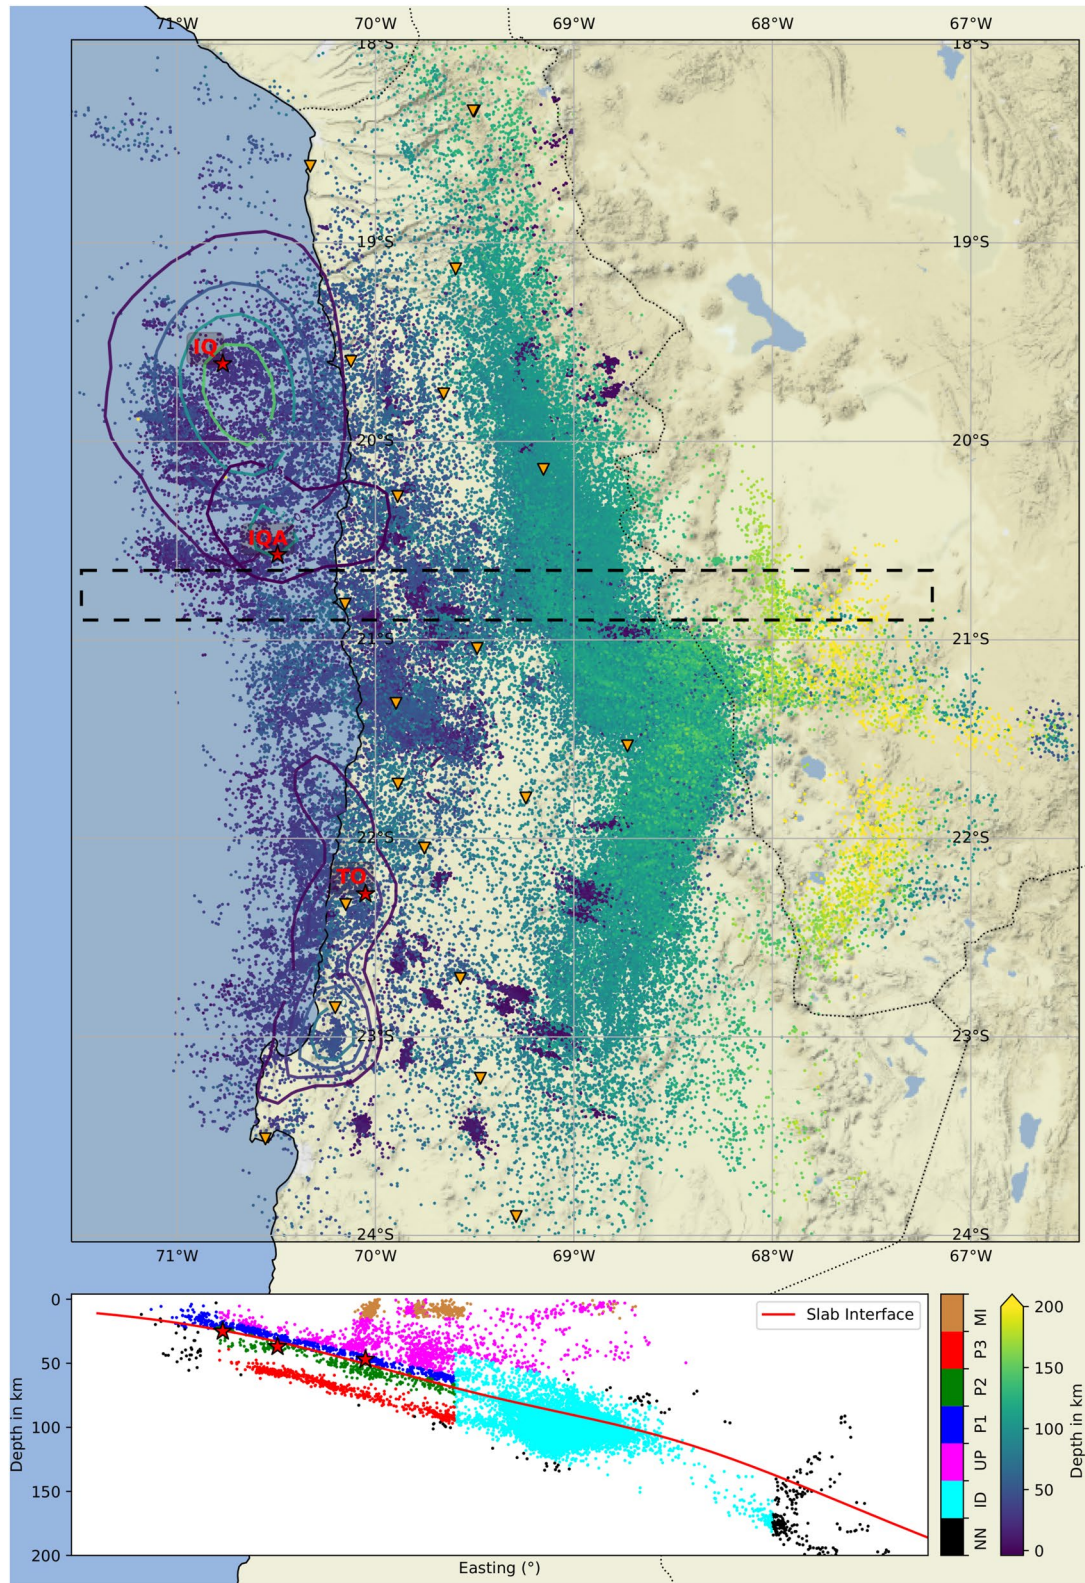 71°W 70°W 69°W 68°W 67°W
18°S 18°S
19°S 19°S
IQ
20°S 20°S
IQA
21°S 21°S
22°S 22°S
TO
23°S 23°S
24°S 24°S
71°W 70°W 69°W 68°W 67°W
0
50
100
150
200
Depth in km
Slab Interface
Easting (°)
MI
P3
P2
P1
UP
ID
NN
200
150
100
50
0
Depth in km